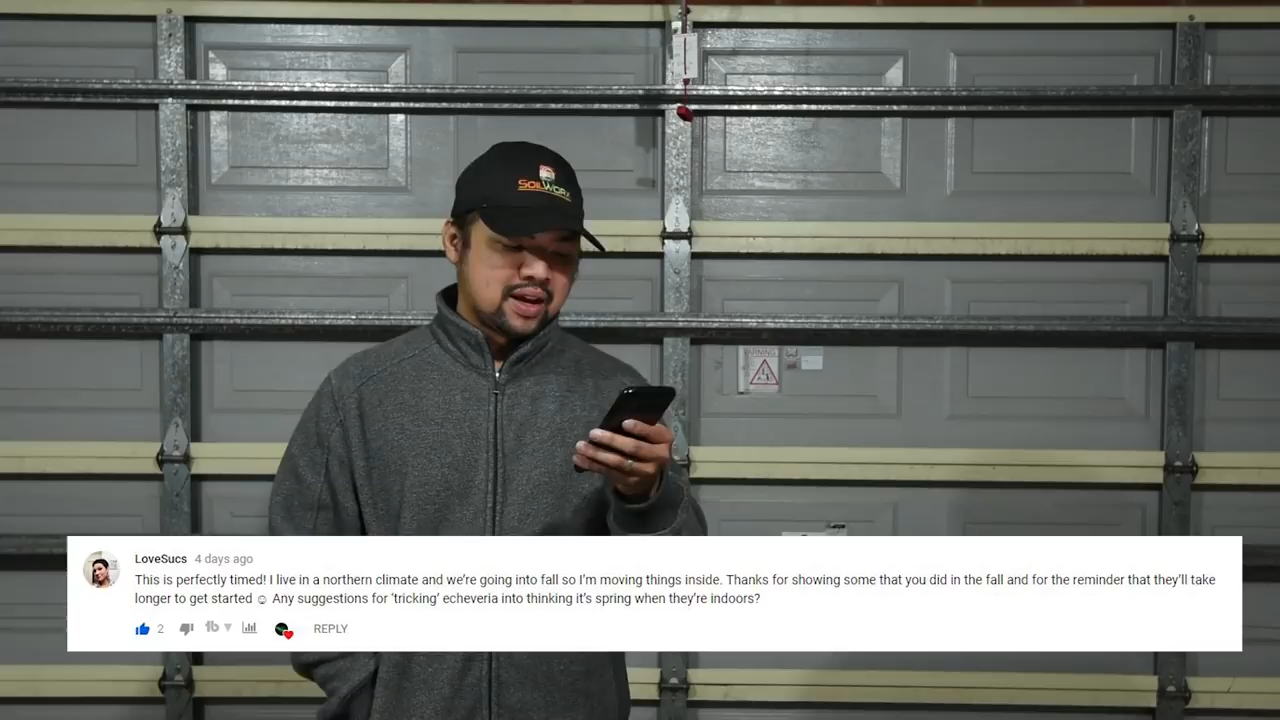 SOILWORX
WARNING
LoveSucs 4 days ago
This is perfectly timed! I live in a northern climate and we're going into fall so I'm moving things inside. Thanks for showing some that you did in the fall and for the reminder that they'll take
longer to get started ☺ Any suggestions for 'tricking' echeveria into thinking it's spring when they're indoors?
2 REPLY